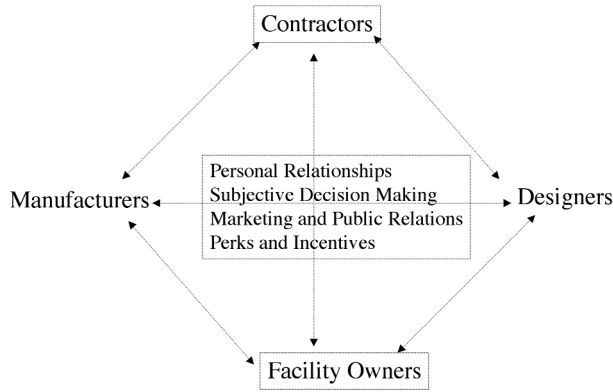 Contractors
Personal Relationships
Manufacturers
Subjective Decision Making
Designers
Marketing and Public Relations
Perks and Incentives
Facility Owners